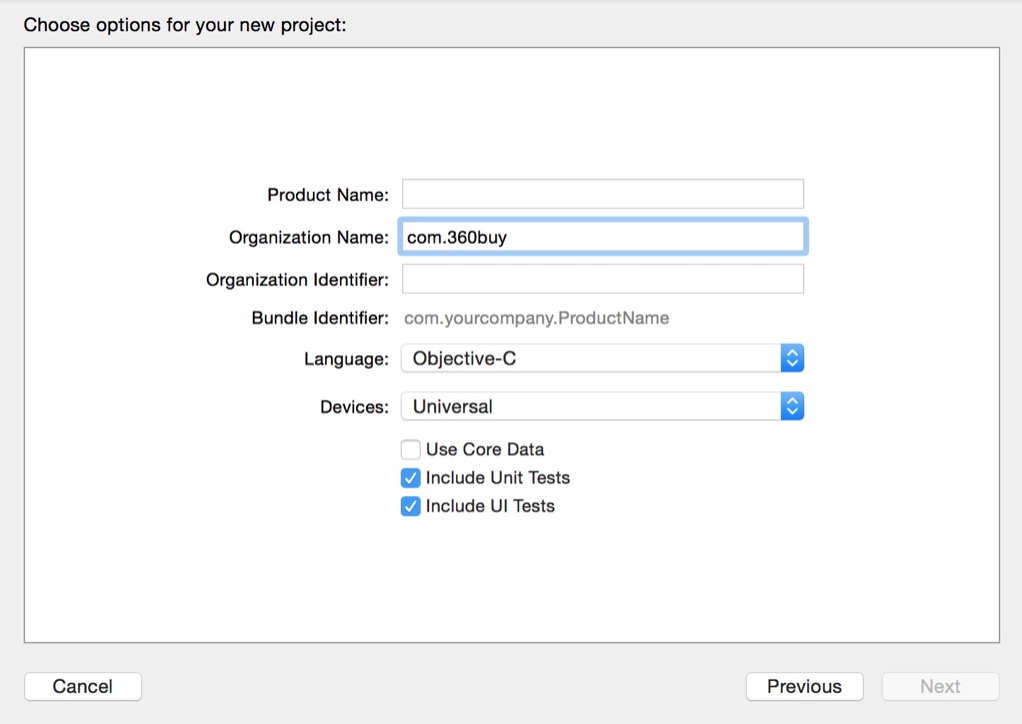 Choose options for your new project:
Product Name:
Organization Name: com.360buy
Organization Identifier:
Bundle Identifier: com.yourcompany.ProductName
Language: Objective-C
Devices: Universal
Use Core Data
Include Unit Tests
Include UI Tests
Cancel Previous Next